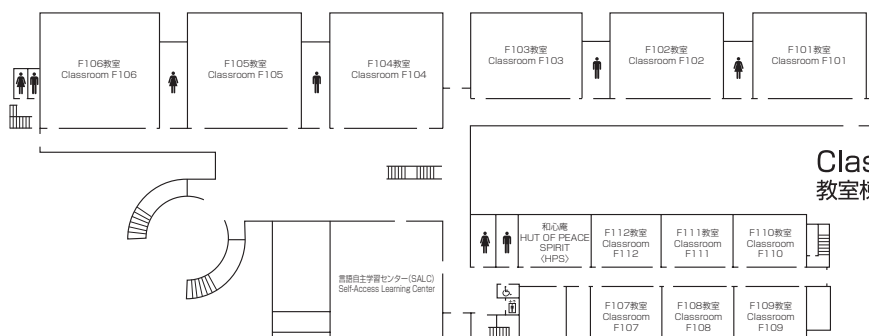 F106教室
Classroom F106
F105教室
Classroom F105
F104教室
Classroom F104
F103教室
Classroom F103
F102教室
Classroom F102
F101教室
Classroom F101
Clas
教室棟
和心庵
HUT OF PEACE
SPIRIT
〈HPS〉
F112教室
Classroom
F112
F111教室
Classroom
F111
F110教室
Classroom
F110
言語自主学習センター(SALC)
Self-Access Learning Center
F107教室
Classroom
F107
F108教室
Classroom
F108
F109教室
Classroom
F109